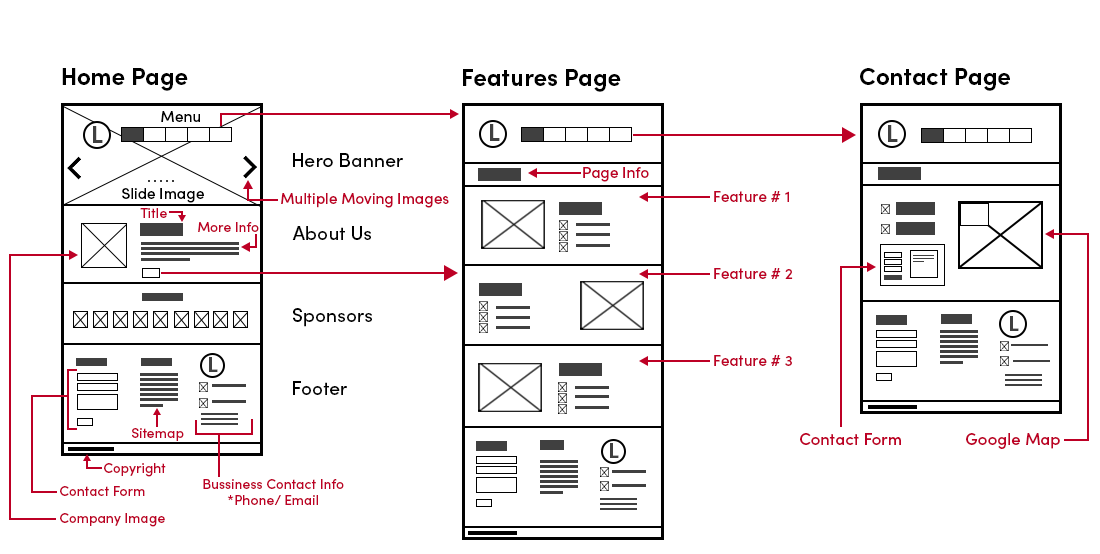 Home Page
Features Page
Contact Page
Menu
L
L
L
Hero Banner
.....
Slide Image
Page Info
Multiple Moving Images
Feature # 1
Title
More Info
About Us
Feature # 2
Sponsors
L
Feature # 3
L
Footer
Sitemap
Contact Form
Google Map
L
Copyright
Bussiness Contact Info
*Phone/ Email
Contact Form
Company Image